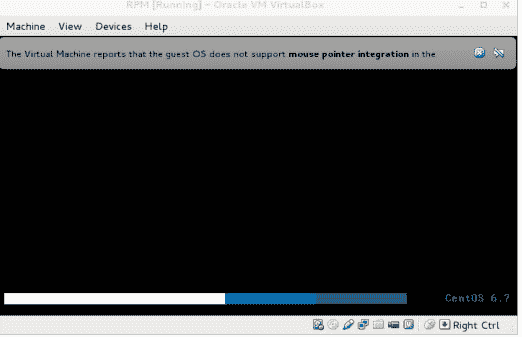 RPM [Running] - Oracle VM VirtualBox
Machine View Devices Help
The Virtual Machine reports that the guest OS does not support mouse pointer integration in the
CentOS 6.7
Right Ctrl